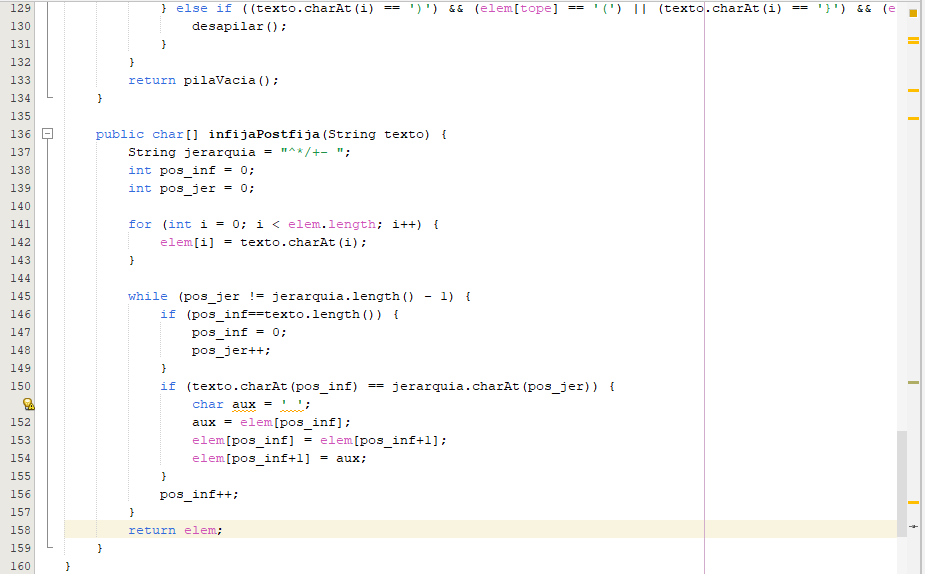 129 } else if ((texto.charAt(i) == ')') && (elem[tope] == '(') || (texto.charAt(i) == '}') && (e
130 desapilar();
131 }
132 }
133 return pilaVacia();
134 }
135
136 public char[] infijaPostfija(String texto) {
137 String jerarquia = "^*/+- ";
138 int pos_inf = 0;
139 int pos_jer = 0;
140
141 for (int i = 0; i < elem.length; i++) {
142 elem[i] = texto.charAt(i);
143 }
144
145 while (pos_jer != jerarquia.length() - 1) {
146 if (pos_inf==texto.length()) {
147 pos_inf = 0;
148 pos_jer++;
149 }
150 if (texto.charAt(pos_inf) == jerarquia.charAt(pos_jer)) {
char aux = ' ';
152 aux = elem[pos_inf];
153 elem[pos_inf] = elem[pos_inf+1];
154 elem[pos_inf+1] = aux;
155 }
156 pos_inf++;
157 }
158 return elem;
159 }
160 }